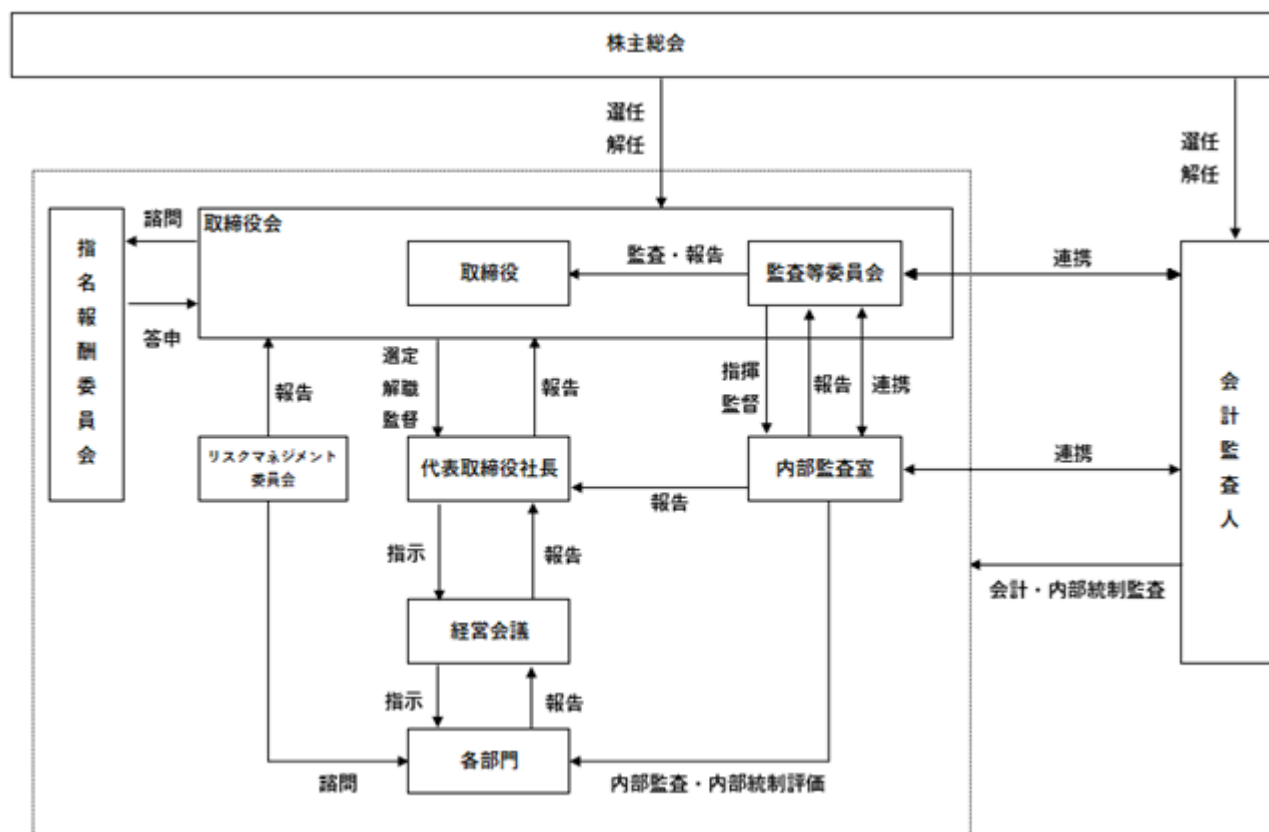 株主総会
選任
解任
選任
解任
諮問
取締役会
指名報酬委員会
取締役
監査・報告
監査等委員会
連携
答申
選定
解職
監督
報告
報告
指揮
監督
報告
連携
会計監査人
リスクマネジメント
委員会
代表取締役社長
内部監査室
連携
報告
指示
報告
会計・内部統制監査
経営会議
指示
報告
各部門
諮問
内部監査・内部統制評価